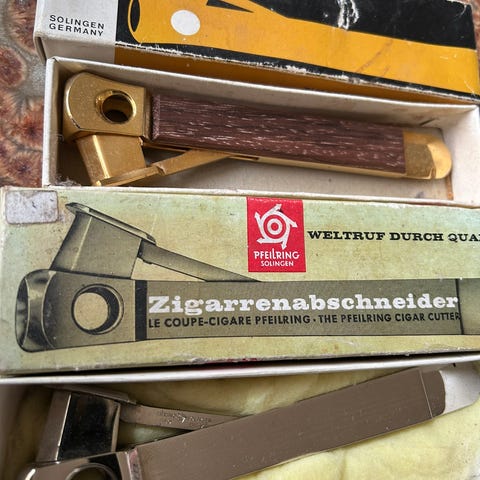 SOLINGEN
GERMANY
PFEILRING
SOLINGEN
WELTRUF DURCH QUA
Zigarrenabschneider
LE COUPE-CIGARE PFEILRING · THE PFEILRING CIGAR CUTTER